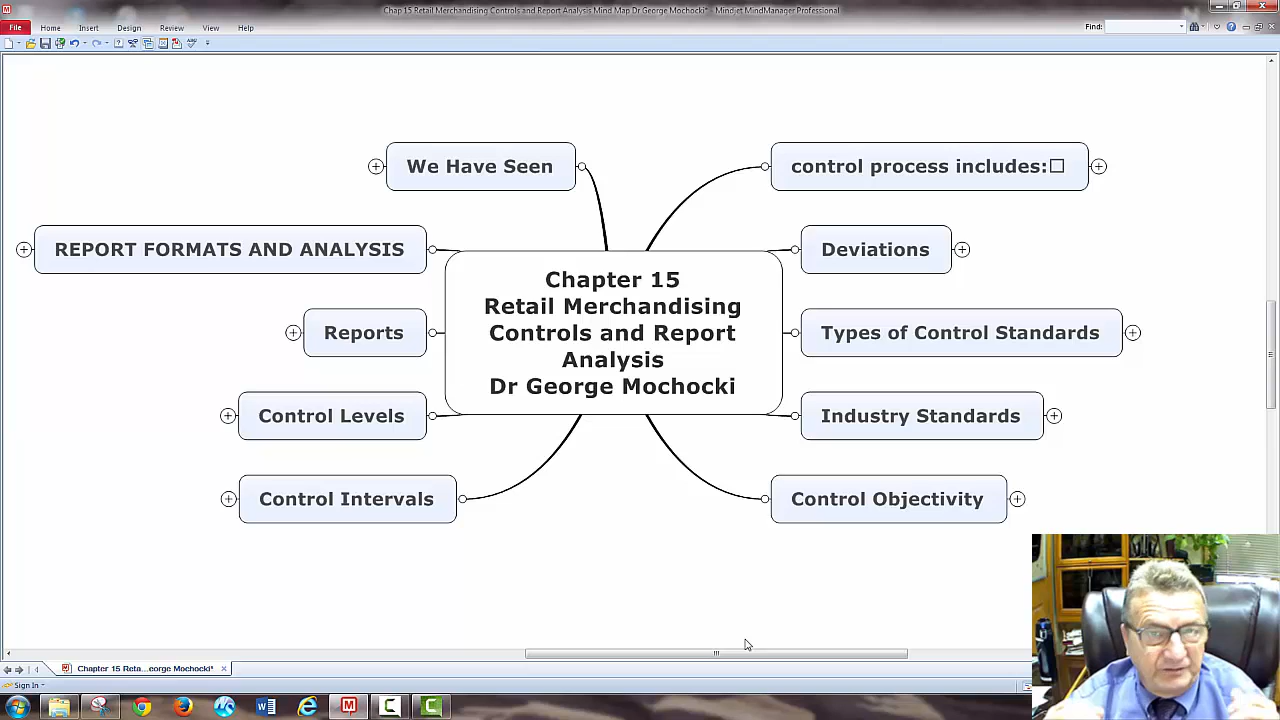 Chap 15 Retail Merchandising Controls and Report Analysis Mind Map Dr George Mochocki* - Mindjet MindManager Professional
File Home Insert Design Review View Help
Find:
We Have Seen
control process includes:☐
REPORT FORMATS AND ANALYSIS
Deviations
Chapter 15
Retail Merchandising
Controls and Report
Analysis
Dr George Mochocki
Reports
Types of Control Standards
Control Levels
Industry Standards
Control Intervals
Control Objectivity
Chapter 15 Reta...eorge Mochocki*
Sign In